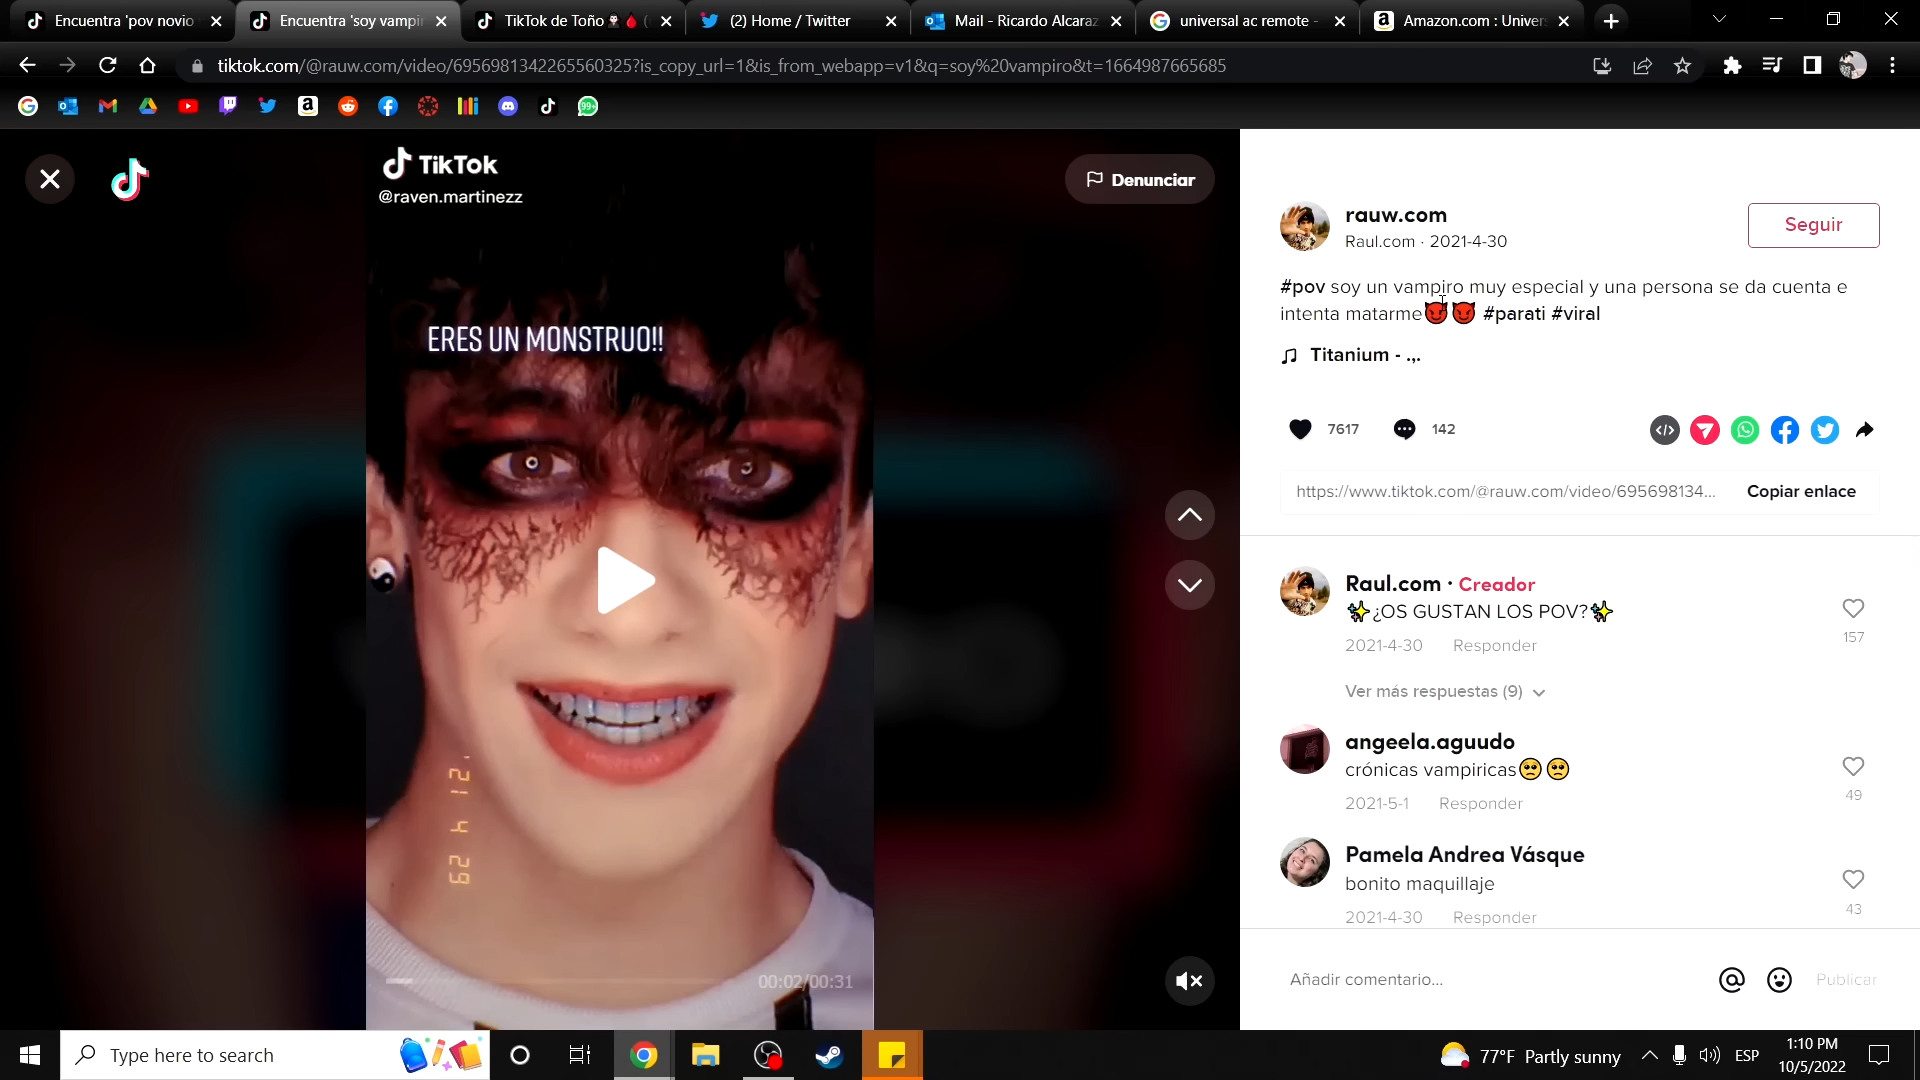 Encuentra 'pov novio
Encuentra 'soy vampir
TikTok de Toño
(2) Home / Twitter
Mail - Ricardo Alcaraz
universal ac remote -
Amazon.com : Univers
tiktok.com/@rauw.com/video/6956981342265560325?is_copy_url=1&is_from_webapp=v1&q=soy%20vampiro&t=1664987665685
99+
TikTok
@raven.martinezz
Denunciar
ERES UN MONSTRUO!!
'21 4 29
00:02/00:31
rauw.com
Raul.com · 2021-4-30
Seguir
#pov soy un vampiro muy especial y una persona se da cuenta e
intenta matarme😈😈 #parati #viral
Titanium - .,.
7617
142
https://www.tiktok.com/@rauw.com/video/695698134...
Copiar enlace
Raul.com · Creador
✨¿OS GUSTAN LOS POV?✨
2021-4-30 Responder
157
Ver más respuestas (9)
angeela.aguudo
crónicas vampiricas🥺🥺
2021-5-1 Responder
49
Pamela Andrea Vásque
bonito maquillaje
2021-4-30 Responder
43
Añadir comentario...
Publicar
Type here to search
77°F Partly sunny
ESP
1:10 PM
10/5/2022